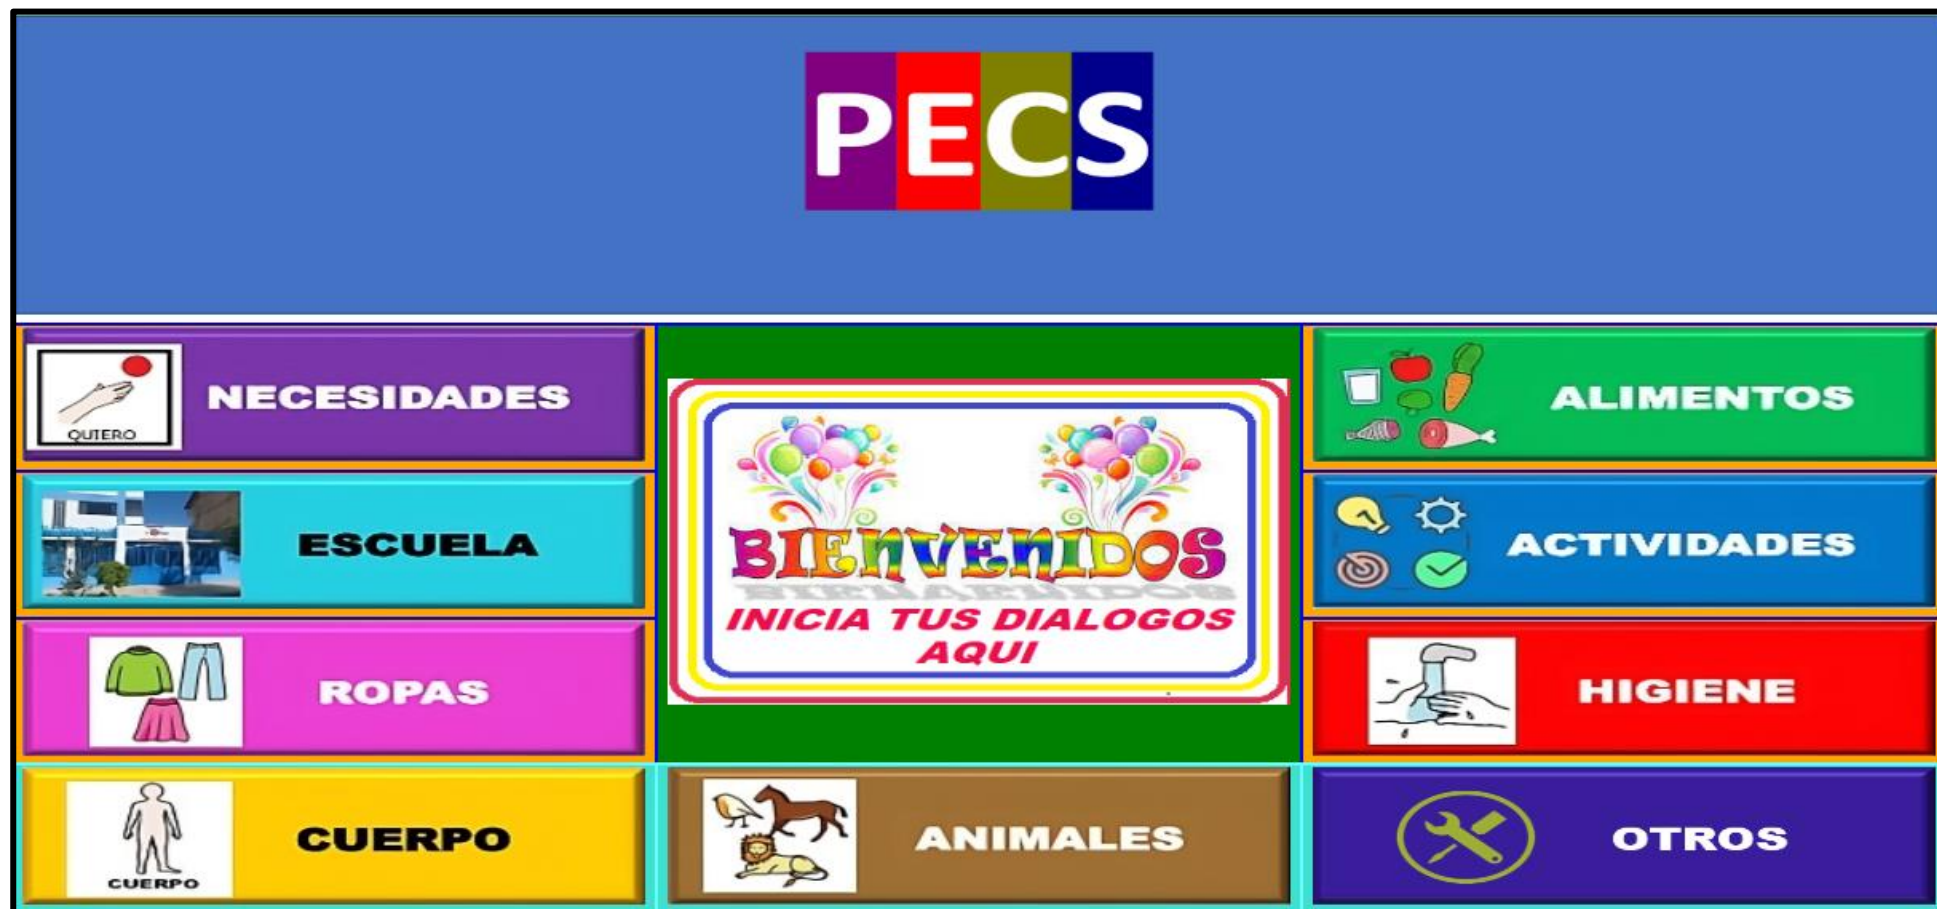 PECS
NECESIDADES
QUIERO
ALIMENTOS
ESCUELA
ACTIVIDADES
BIENVENIDOS
INICIA TUS DIALOGOS
AQUI
ROPAS
HIGIENE
CUERPO
CUERPO
ANIMALES
OTROS